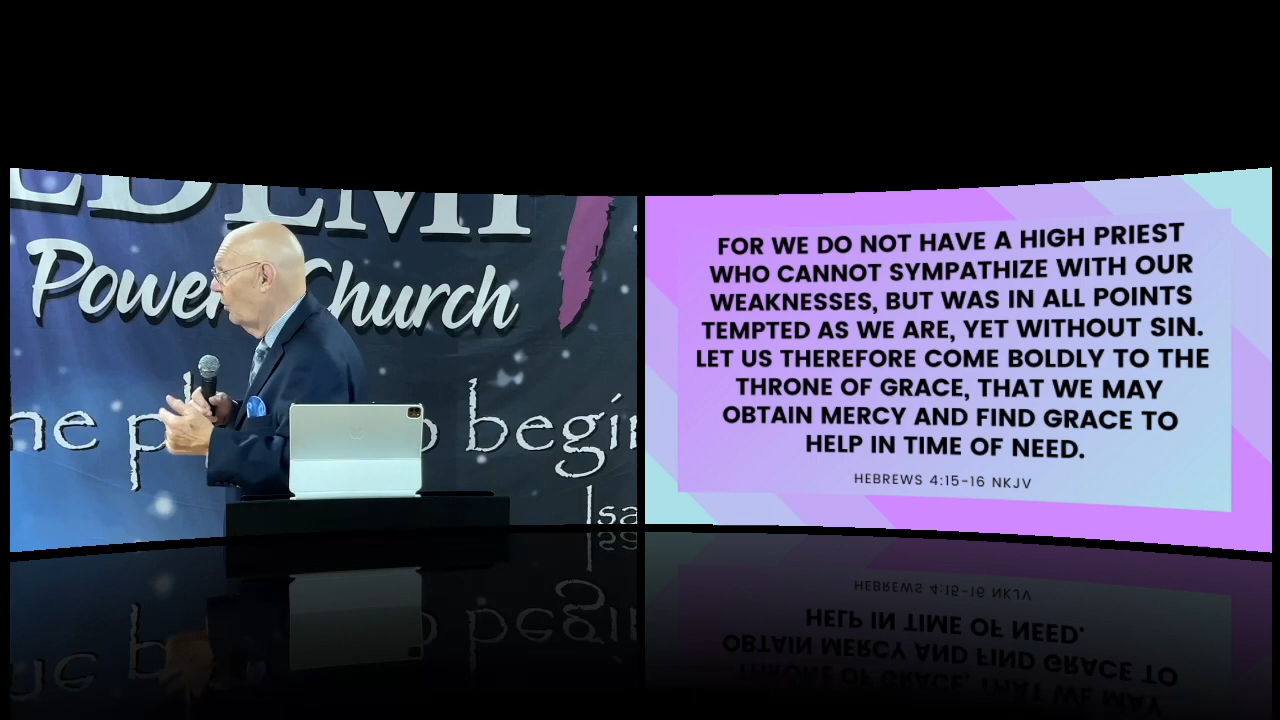 Power Church
begin
FOR WE DO NOT HAVE A HIGH PRIEST
WHO CANNOT SYMPATHIZE WITH OUR
WEAKNESSES, BUT WAS IN ALL POINTS
TEMPTED AS WE ARE, YET WITHOUT SIN.
LET US THEREFORE COME BOLDLY TO THE
THRONE OF GRACE, THAT WE MAY
OBTAIN MERCY AND FIND GRACE TO
HELP IN TIME OF NEED.
HEBREWS 4:15-16 NKJV